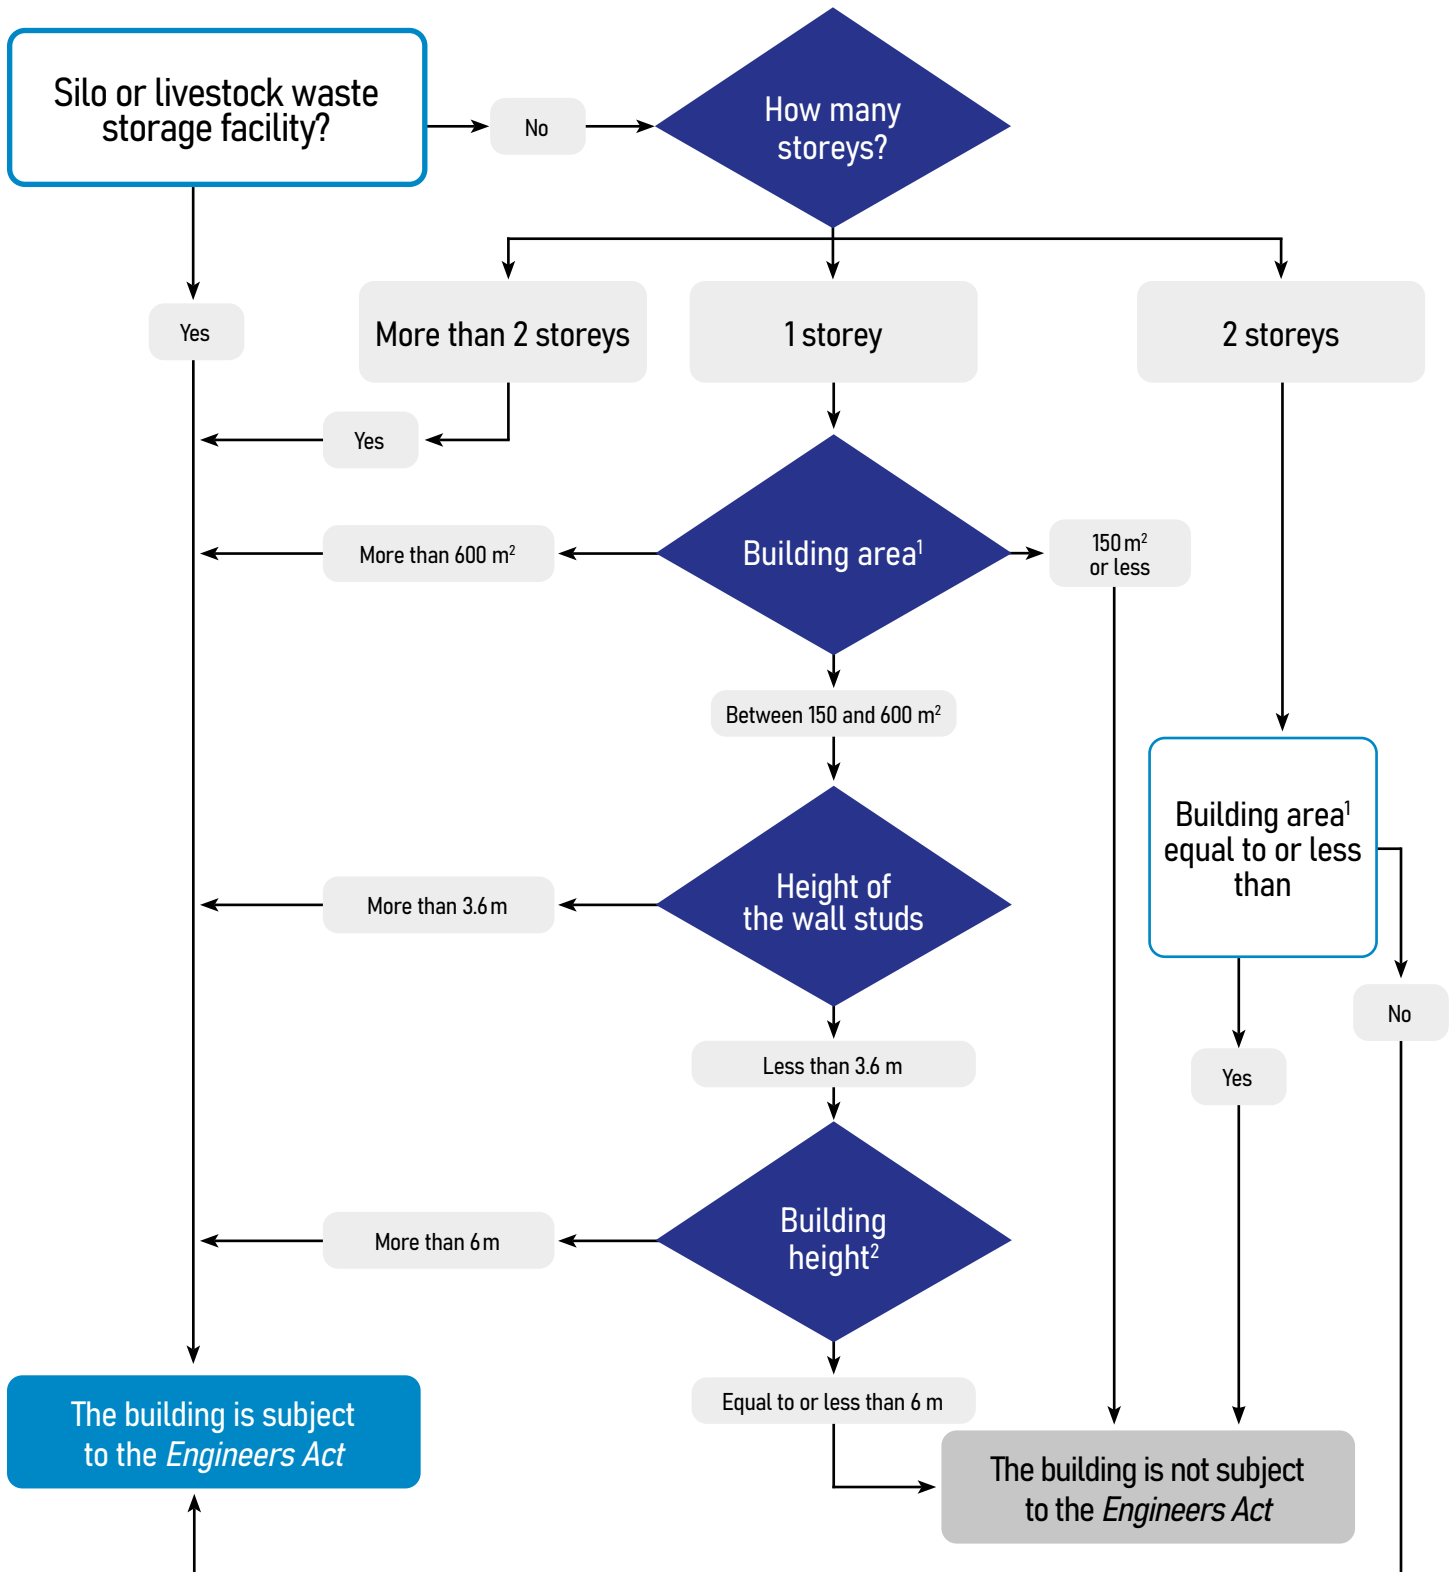 Silo or livestock waste
storage facility?
No
How many
storeys?
Yes
More than 2 storeys
1 storey
2 storeys
Yes
More than 600 m²
Building area¹
150 m²
or less
Between 150 and 600 m²
Building area¹
equal to or less
than
More than 3.6 m
Height of
the wall studs
No
Less than 3.6 m
Yes
More than 6 m
Building
height²
Equal to or less than 6 m
The building is subject
to the Engineers Act
The building is not subject
to the Engineers Act